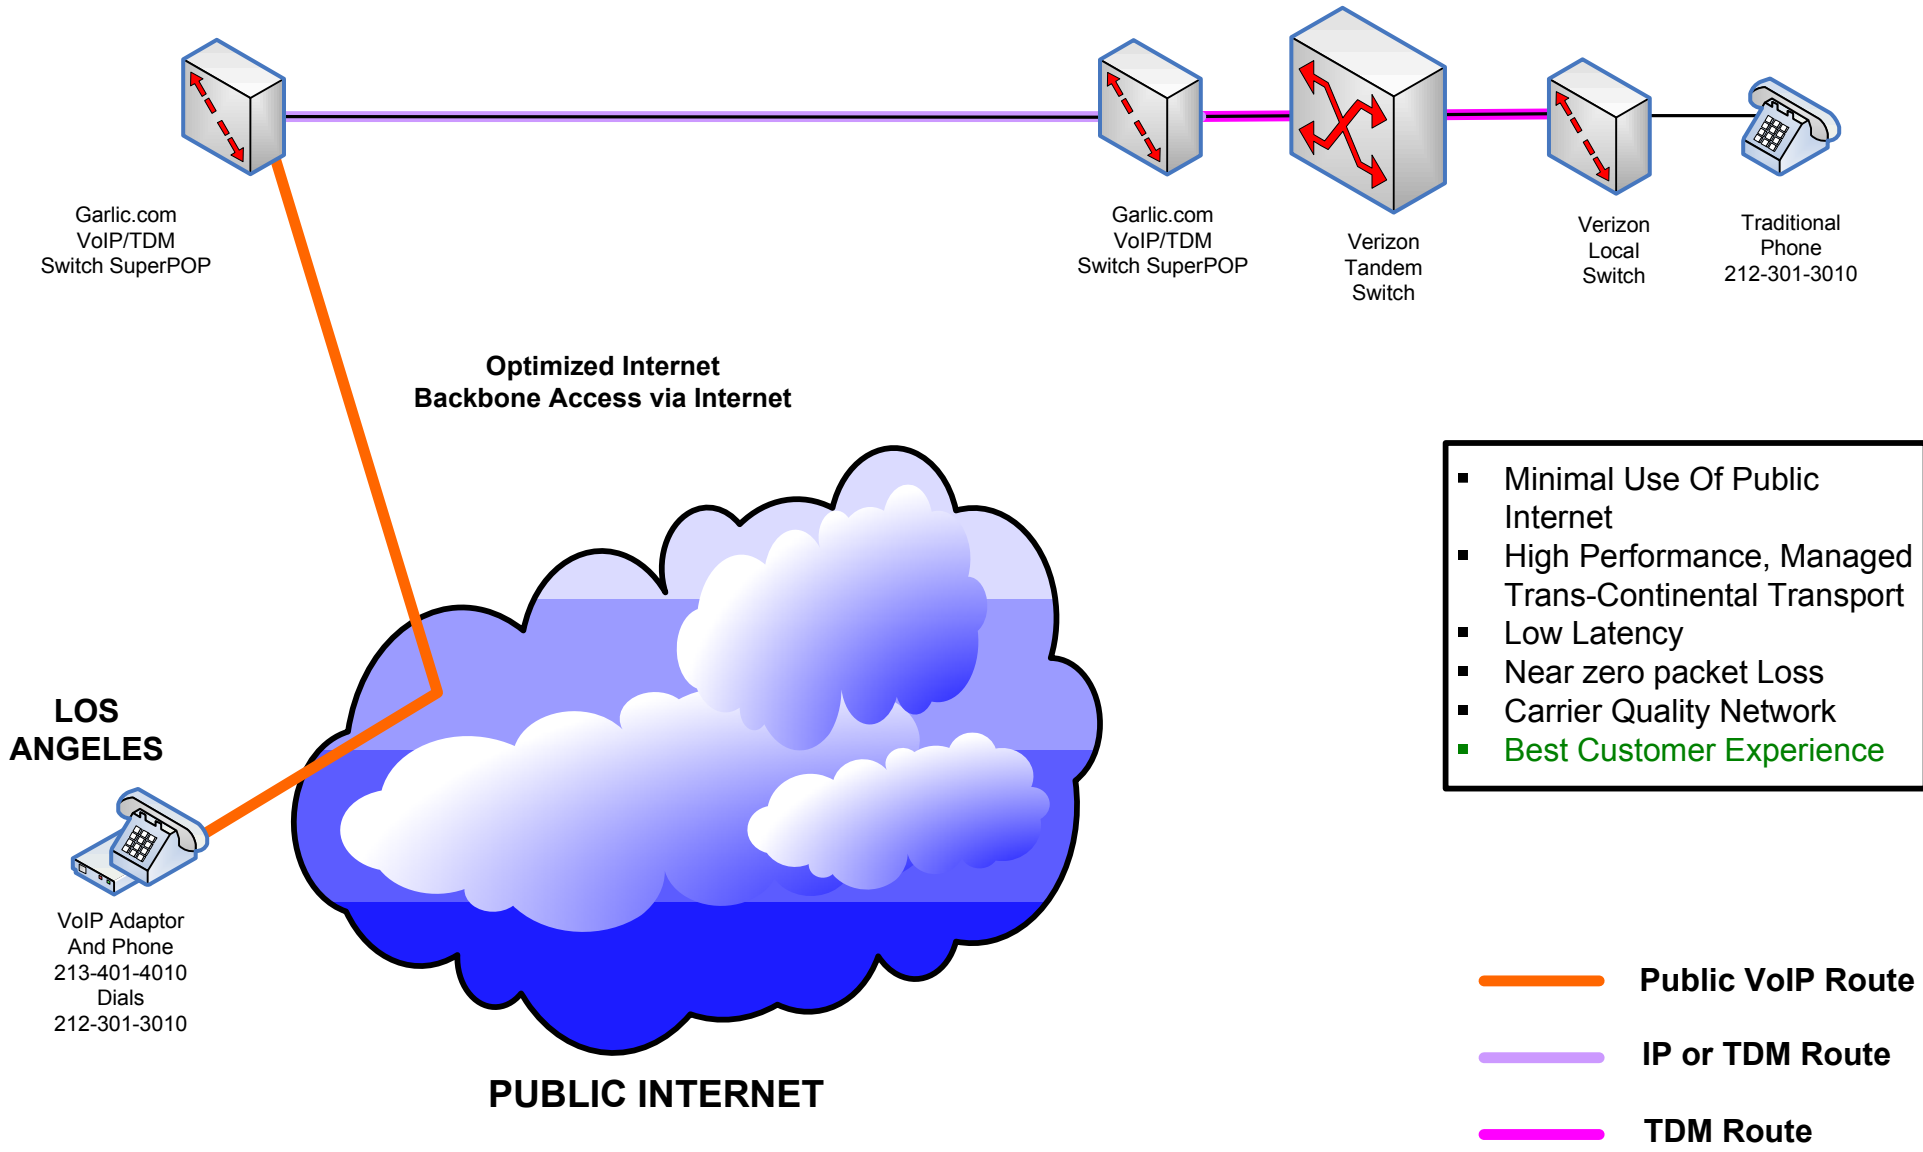 Garlic.com
VoIP/TDM
Switch SuperPOP
Garlic.com
VoIP/TDM
Switch SuperPOP
Verizon
Tandem
Switch
Verizon
Local
Switch
Traditional
Phone
212-301-3010
Optimized Internet
Backbone Access via Internet
▪ Minimal Use Of Public
Internet
▪ High Performance, Managed
Trans-Continental Transport
▪ Low Latency
▪ Near zero packet Loss
▪ Carrier Quality Network
▪ Best Customer Experience
LOS
ANGELES
VoIP Adaptor
And Phone
213-401-4010
Dials
212-301-3010
PUBLIC INTERNET
Public VoIP Route
IP or TDM Route
TDM Route